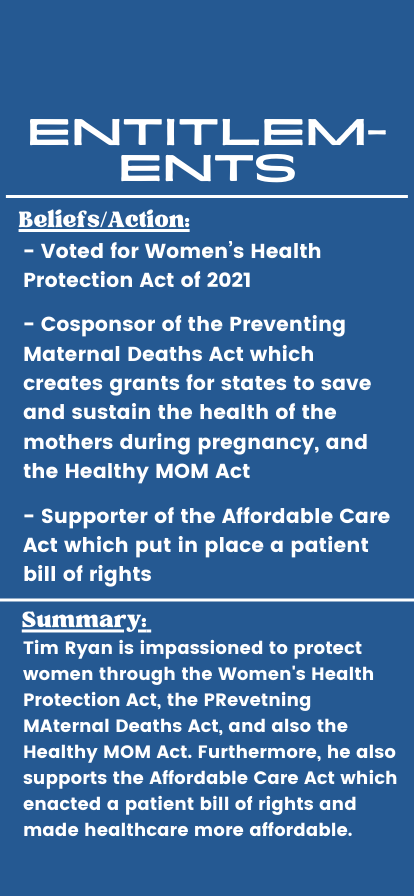 ENTITLEM-
ENTS
Beliefs/Action:
- Voted for Women's Health
Protection Act of 2021
- Cosponsor of the Preventing
Maternal Deaths Act which
creates grants for states to save
and sustain the health of the
mothers during pregnancy, and
the Healthy MOM Act
- Supporter of the Affordable Care
Act which put in place a patient
bill of rights
Summary:
Tim Ryan is impassioned to protect
women through the Women's Health
Protection Act, the PRevetning
MAternal Deaths Act, and also the
Healthy MOM Act. Furthermore, he also
supports the Affordable Care Act which
enacted a patient bill of rights and
made healthcare more affordable.